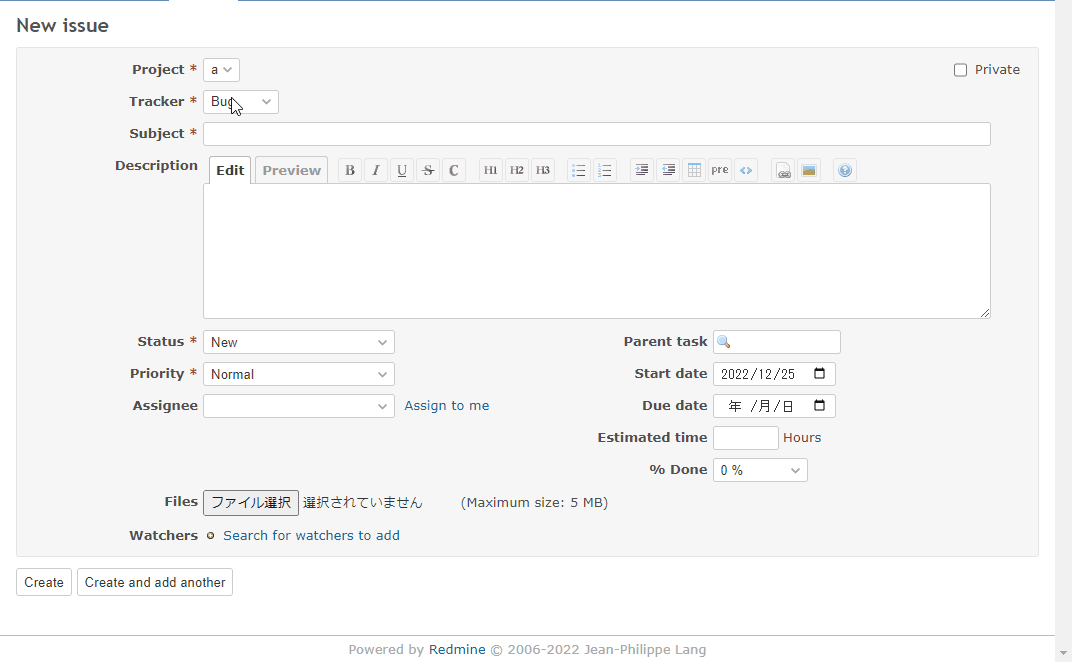 New issue
Project * a Private
Tracker * Bug
Subject *
Description Edit Preview B I U S C H1 H2 H3 pre
Status * New Parent task
Priority * Normal Start date 2022/12/25
Assignee Assign to me Due date 年 /月/日
Estimated time Hours
% Done 0 %
Files ファイル選択 選択されていません (Maximum size: 5 MB)
Watchers Search for watchers to add
Create Create and add another
Powered by Redmine © 2006-2022 Jean-Philippe Lang